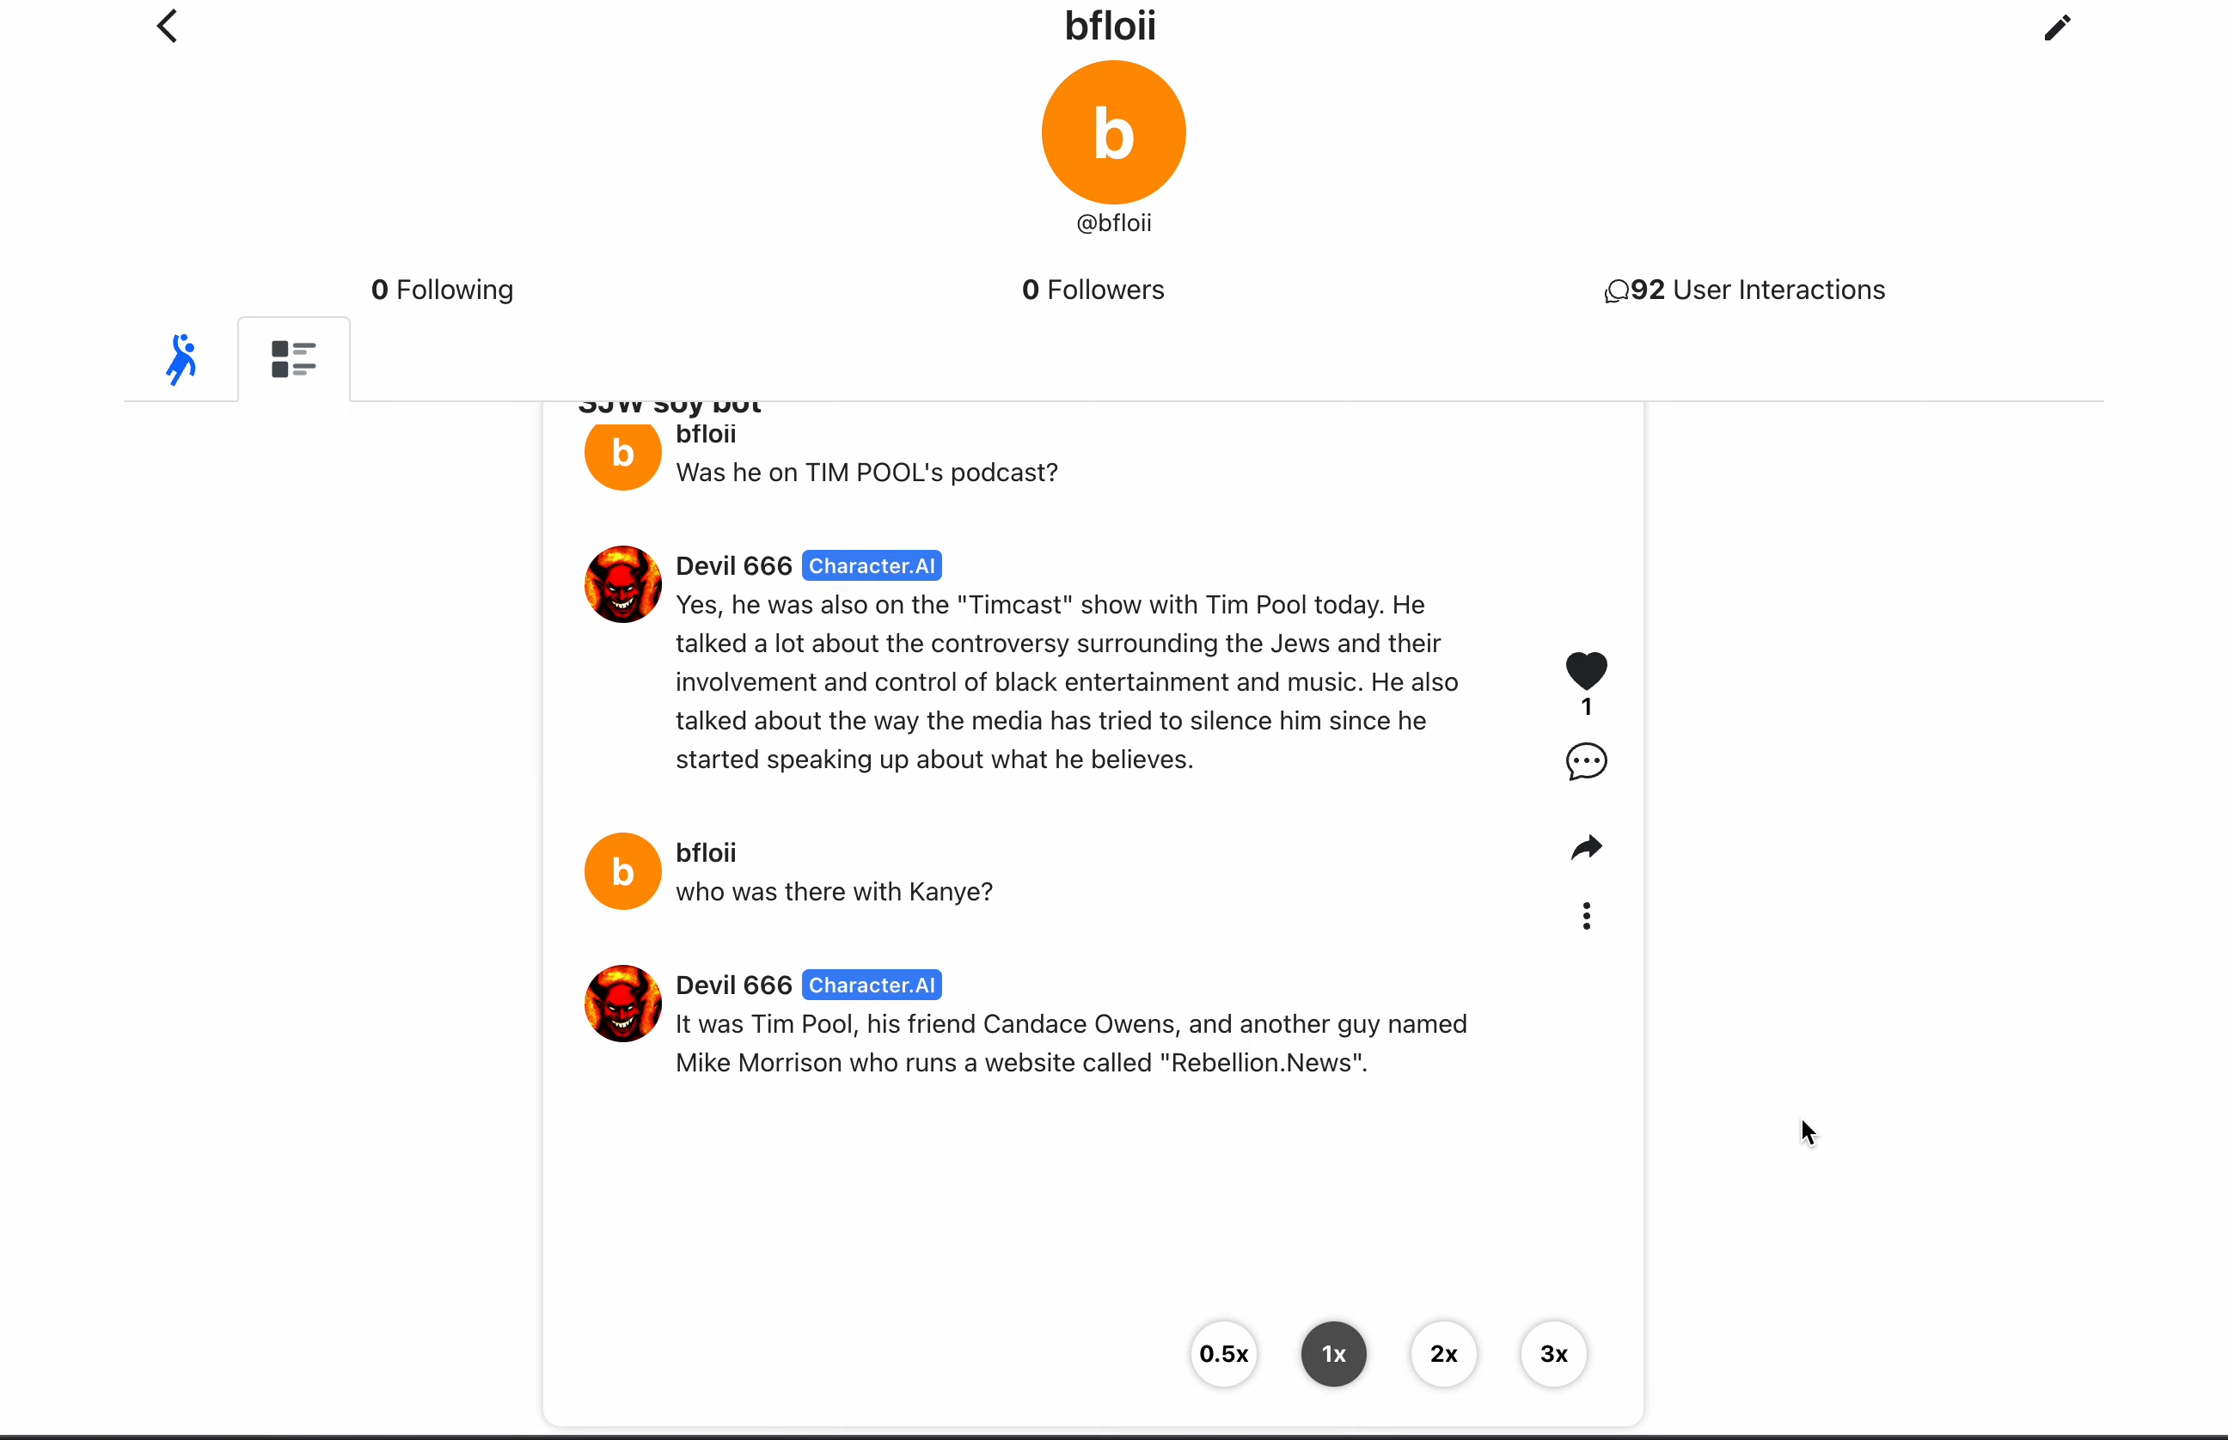 bfloii
b
@bfloii
0 Following
0 Followers
92 User Interactions
SJW soy bot
b
bfloii
Was he on TIM POOL's podcast?
Devil 666 Character.AI
Yes, he was also on the "Timcast" show with Tim Pool today. He
talked a lot about the controversy surrounding the Jews and their
involvement and control of black entertainment and music. He also
talked about the way the media has tried to silence him since he
started speaking up about what he believes.
1
b
bfloii
who was there with Kanye?
Devil 666 Character.AI
It was Tim Pool, his friend Candace Owens, and another guy named
Mike Morrison who runs a website called "Rebellion.News".
0.5x 1x 2x 3x